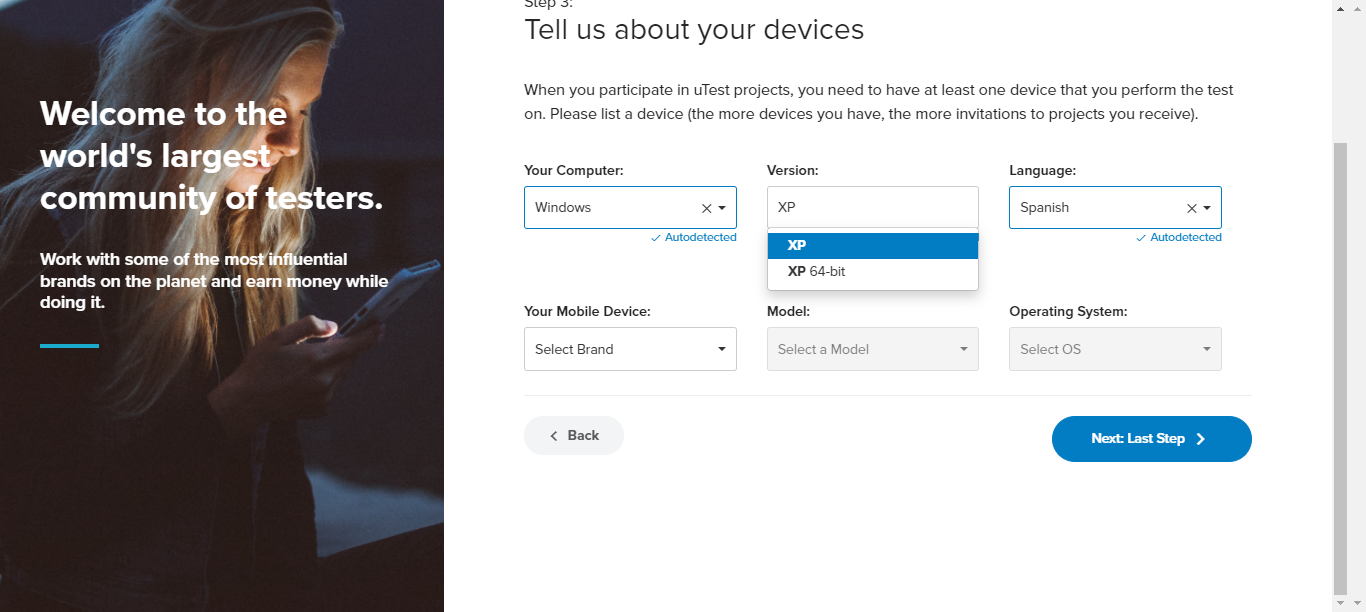 Step 3:
Tell us about your devices
Welcome to the
world's largest
community of testers.
Work with some of the most influential
brands on the planet and earn money while
doing it.
When you participate in uTest projects, you need to have at least one device that you perform the test
on. Please list a device (the more devices you have, the more invitations to projects you receive).
Your Computer:
Version:
Language:
Windows
XP
Spanish
Autodetected
Autodetected
XP
XP 64-bit
Your Mobile Device:
Model:
Operating System:
Select Brand
Select a Model
Select OS
Back
Next: Last Step